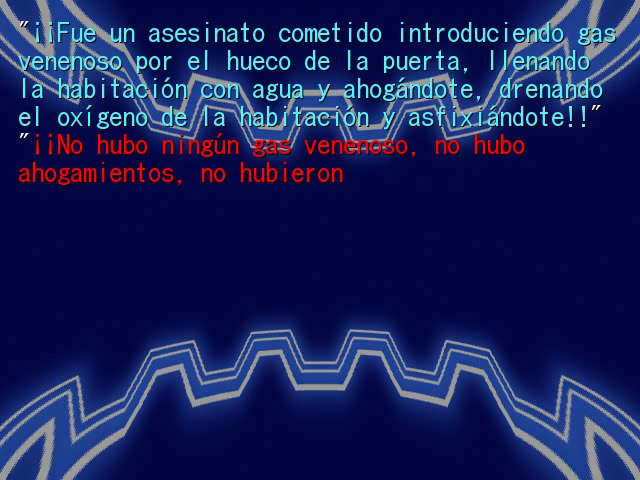 "¡¡Fue un asesinato cometido introduciendo gas
venenoso por el hueco de la puerta, llenando
la habitación con agua y ahogándote, drenando
el oxígeno de la habitación y asfixiándote!!"
"¡¡No hubo ningún gas venenoso, no hubo
ahogamientos, no hubieron